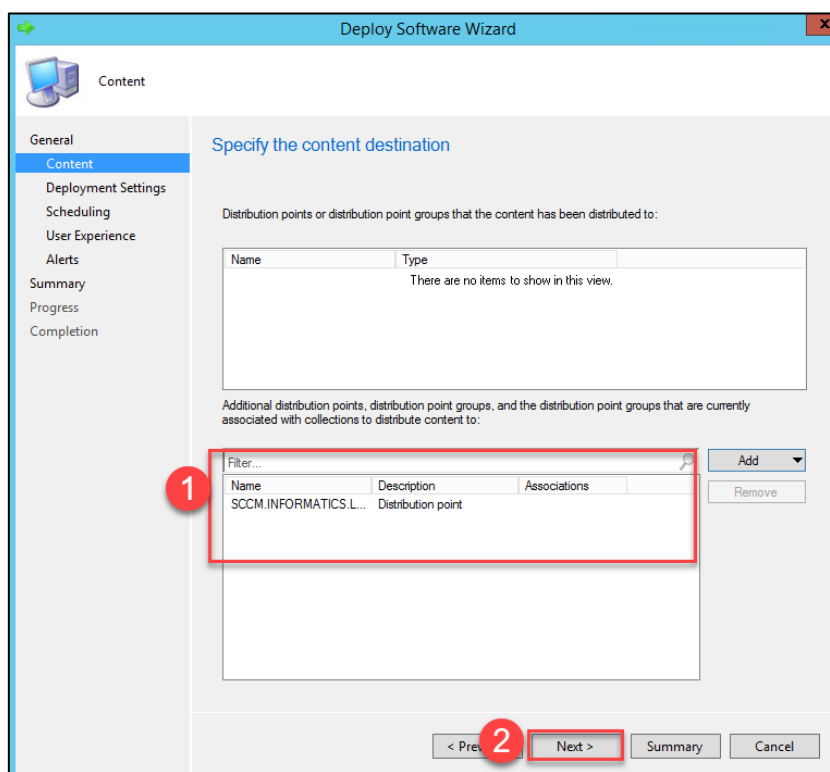 Deploy Software Wizard
x
Content
General
Content
Deployment Settings
Scheduling
User Experience
Alerts
Summary
Progress
Completion
Specify the content destination
Distribution points or distribution point groups that the content has been distributed to:
Name Type
There are no items to show in this view.
Additional distribution points, distribution point groups, and the distribution point groups that are currently
associated with collections to distribute content to:
Filter...
Add
1
Name Description Associations
Remove
SCCM.INFORMATICS.L... Distribution point
2
< Pre
Next >
Summary
Cancel